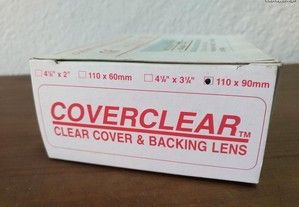 4¼" x 2" 110 x 60mm 4¼" x 3¼" 110 x 90mm
COVERCLEAR™
CLEAR COVER & BACKING LENS